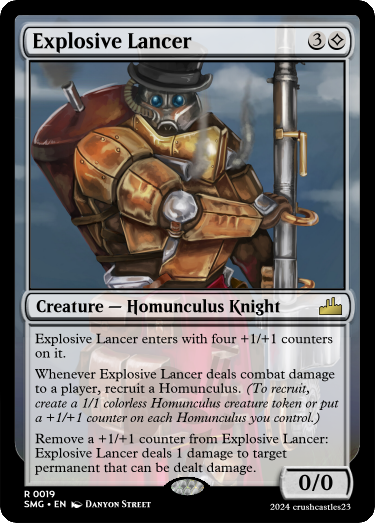 Explosive Lancer 3
Creature — Homunculus Knight
Explosive Lancer enters with four +1/+1 counters
on it.
Whenever Explosive Lancer deals combat damage
to a player, recruit a Homunculus. (To recruit,
create a 1/1 colorless Homunculus creature token or put
a +1/+1 counter on each Homunculus you control.)
Remove a +1/+1 counter from Explosive Lancer:
Explosive Lancer deals 1 damage to target
permanent that can be dealt damage.
0/0
R 0019
SMG • EN DANYON STREET
2024 crushcastles23